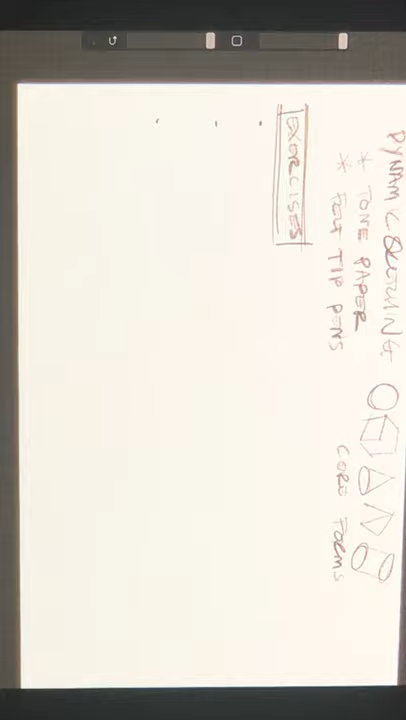 DYNAMIC SKETCHING
* TONE PAPER
* FELT TIP PENS
CORE FORMS
EXERCISES